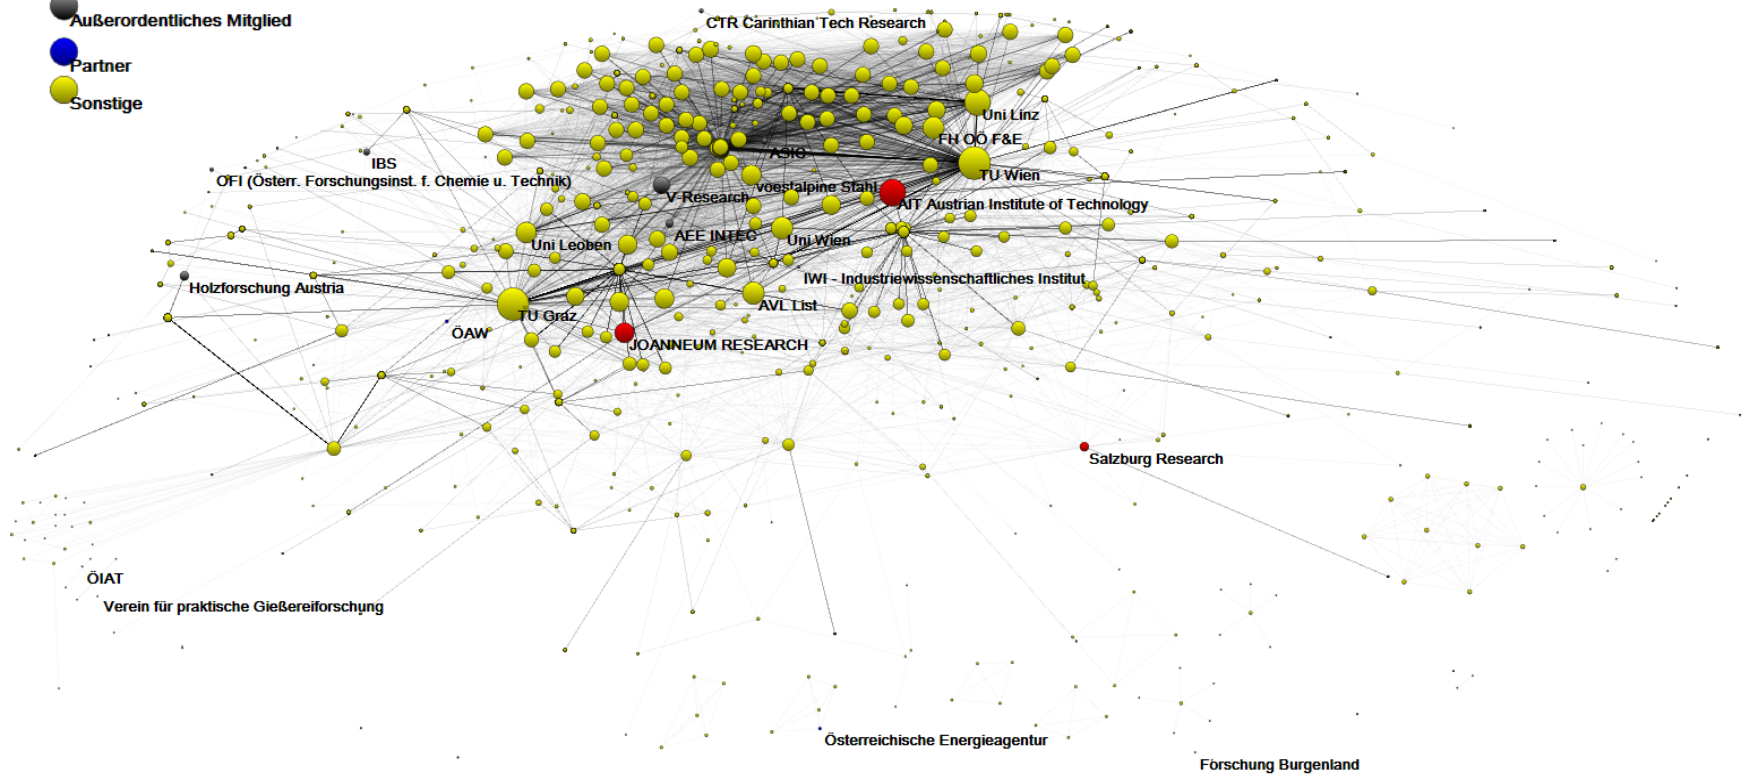 Außerordentliches Mitglied
Partner
Sonstige
CTR Carinthian Tech Research
Uni Linz
FH OÖ F&E
ASIC
IBS
TU Wien
OFI (Österr. Forschungsinst. f. Chemie u. Technik)
voestalpine Stahl
V-Research
AIT Austrian Institute of Technology
AEE INTEC
Uni Wien
Uni Leoben
IWI - Industriewissenschaftliches Institut
Holzforschung Austria
AVL List
TU Graz
ÖAW
JOANNEUM RESEARCH
Salzburg Research
ÖIAT
Verein für praktische Gießereiforschung
Österreichische Energieagentur
Forschung Burgenland